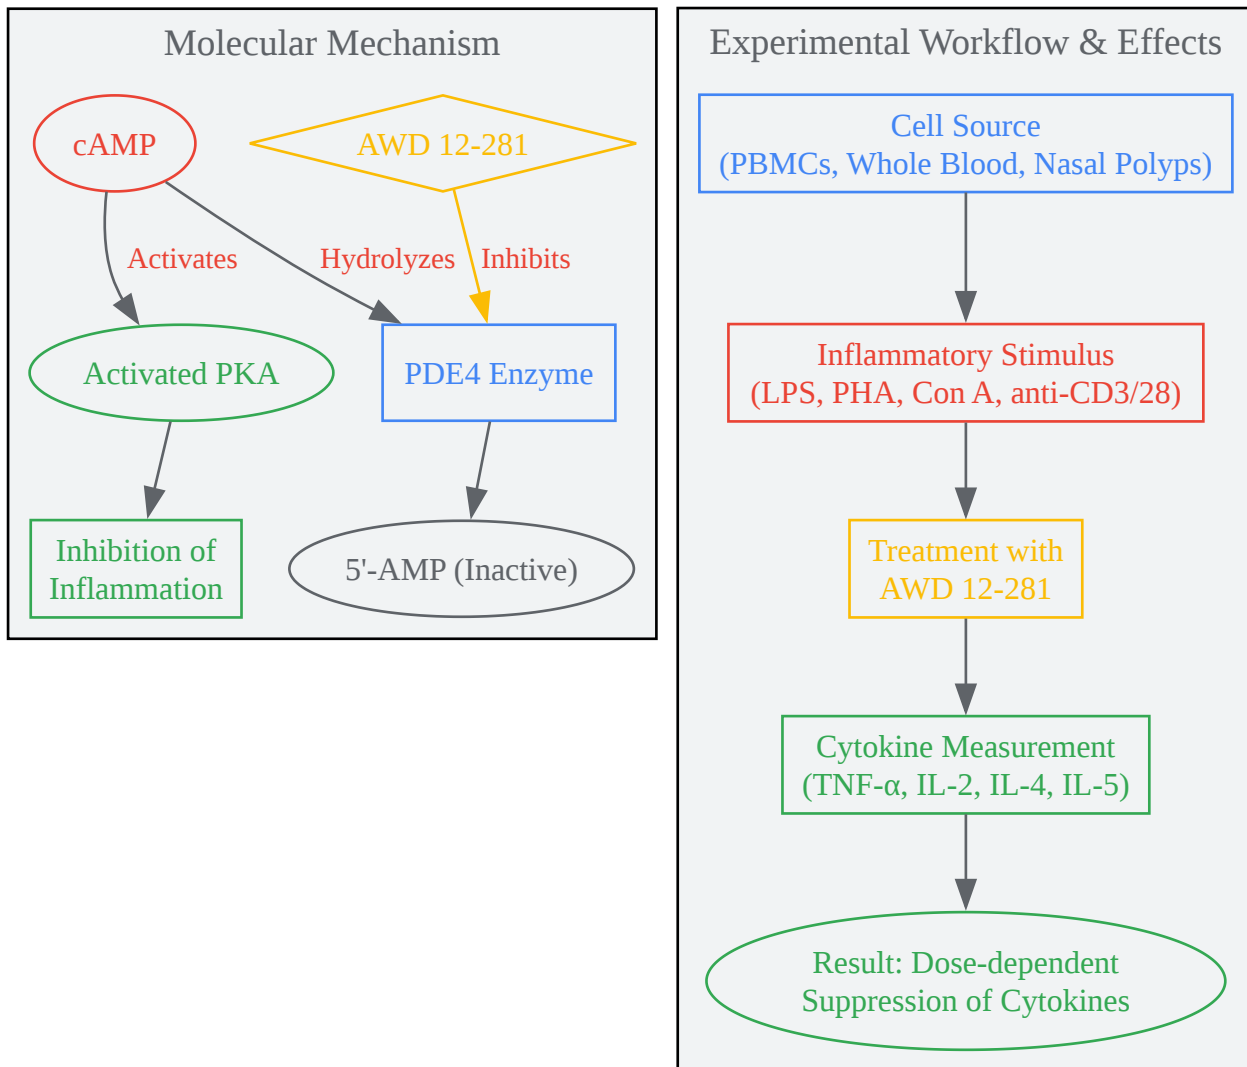 Molecular Mechanism
cAMP
AWD 12-281
Activates
Hydrolyzes
Inhibits
Activated PKA
PDE4 Enzyme
Inhibition of
Inflammation
5'-AMP (Inactive)
Experimental Workflow & Effects
Cell Source
(PBMCs, Whole Blood, Nasal Polyps)
Inflammatory Stimulus
(LPS, PHA, Con A, anti-CD3/28)
Treatment with
AWD 12-281
Cytokine Measurement
(TNF-α, IL-2, IL-4, IL-5)
Result: Dose-dependent
Suppression of Cytokines